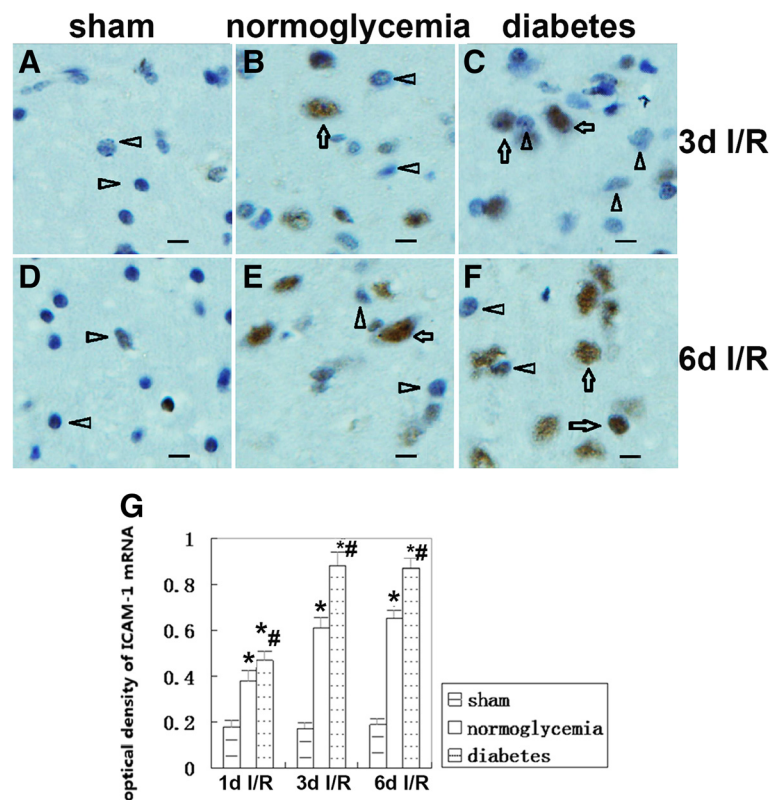 sham normoglycemia diabetes
A B C 3d I/R
D E F 6d I/R
G
optical density of ICAM-1 mRNA
1
0.8
0.6
0.4
0.2
0
* *#
* *#
* *#
1d I/R 3d I/R 6d I/R
sham
normoglycemia
diabetes